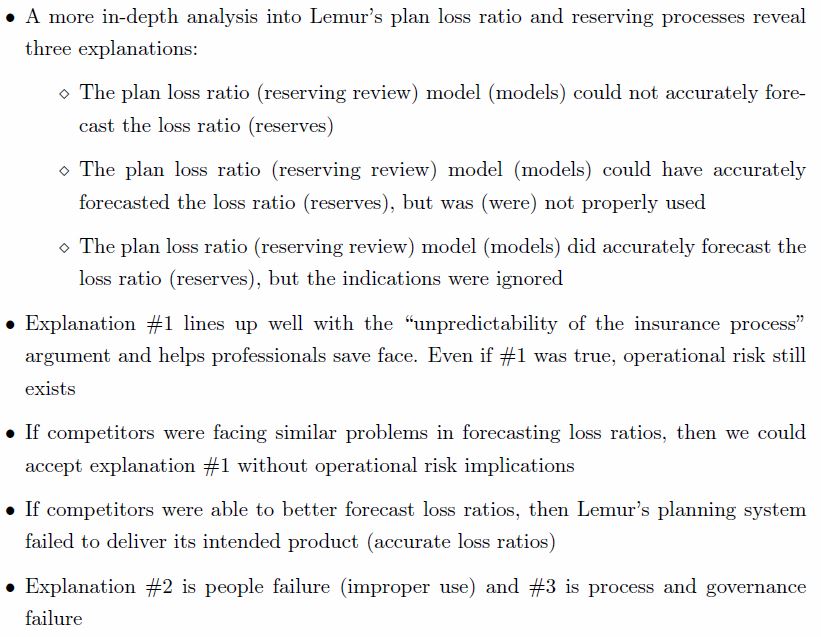 • A more in-depth analysis into Lemur's plan loss ratio and reserving processes reveal
three explanations:
⋄ The plan loss ratio (reserving review) model (models) could not accurately fore-
cast the loss ratio (reserves)
⋄ The plan loss ratio (reserving review) model (models) could have accurately
forecasted the loss ratio (reserves), but was (were) not properly used
⋄ The plan loss ratio (reserving review) model (models) did accurately forecast the
loss ratio (reserves), but the indications were ignored
• Explanation #1 lines up well with the “unpredictability of the insurance process”
argument and helps professionals save face. Even if #1 was true, operational risk still
exists
• If competitors were facing similar problems in forecasting loss ratios, then we could
accept explanation #1 without operational risk implications
• If competitors were able to better forecast loss ratios, then Lemur's planning system
failed to deliver its intended product (accurate loss ratios)
• Explanation #2 is people failure (improper use) and #3 is process and governance
failure